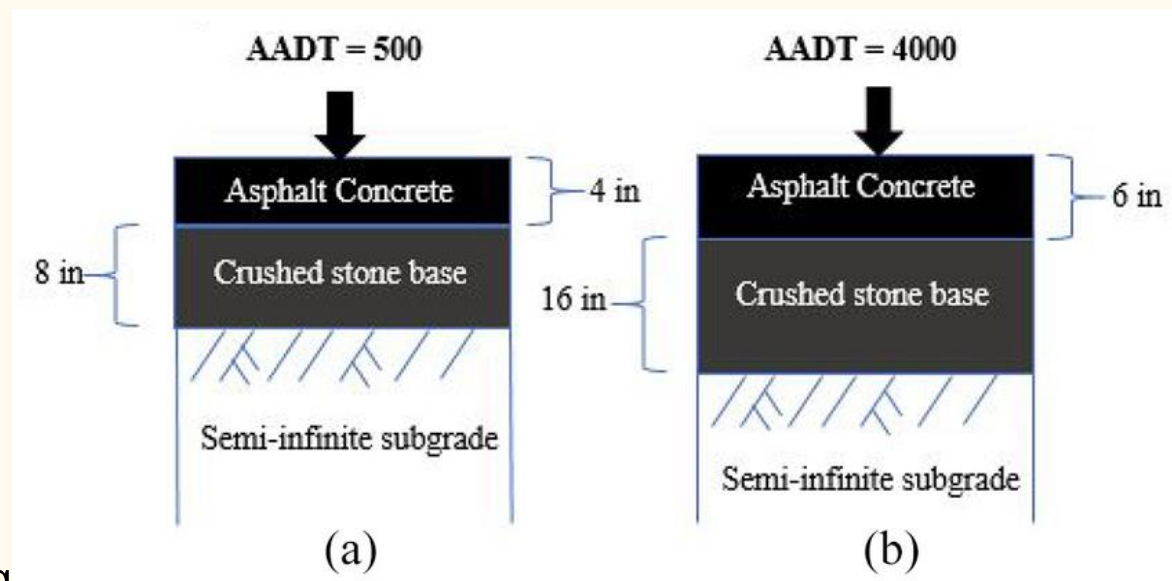 AADT = 500
Asphalt Concrete
4 in
8 in
Crushed stone base
Semi-infinite subgrade
(a)
AADT = 4000
Asphalt Concrete
6 in
16 in
Crushed stone base
Semi-infinite subgrade
(b)